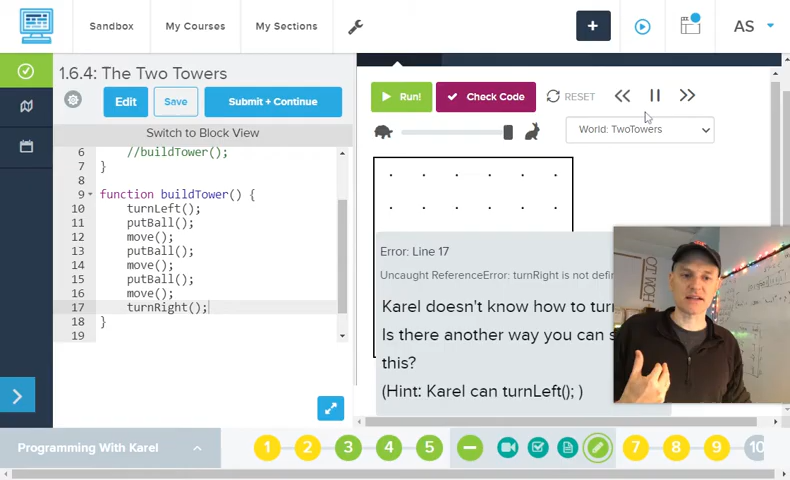 Sandbox
My Courses
My Sections
+
AS
1.6.4: The Two Towers
Edit
Save
Submit + Continue
Switch to Block View
6 //buildTower();
7 }
8
9 function buildTower() {
10 turnLeft();
11 putBall();
12 move();
13 putBall();
14 move();
15 putBall();
16 move();
17 turnRight();
18 }
19
Run!
Check Code
RESET
World: TwoTowers
Error: Line 17
Uncaught ReferenceError: turnRight is not defin
Karel doesn't know how to turn
Is there another way you can s
this?
(Hint: Karel can turnLeft(); )
Programming With Karel
1 2 3 4 5 7 8 9 10